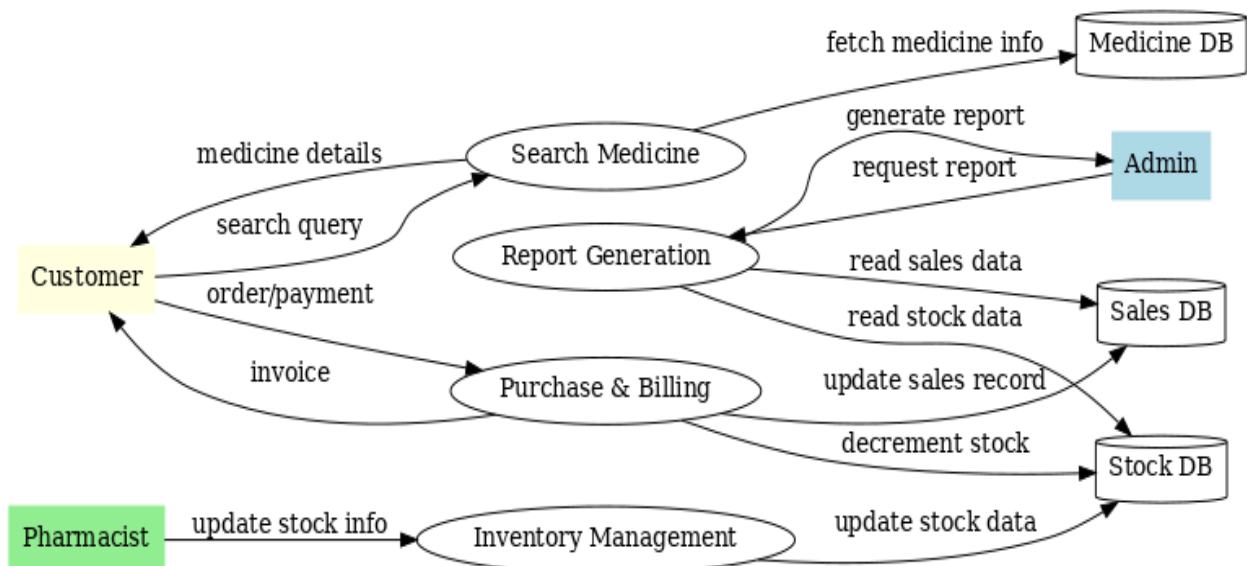 fetch medicine info
Medicine DB
generate report
medicine details
Search Medicine
request report
Admin
search query
Report Generation
read sales data
Customer
order/payment
read stock data
Sales DB
invoice
Purchase & Billing
update sales record
decrement stock
Stock DB
Pharmacist
update stock info
Inventory Management
update stock data